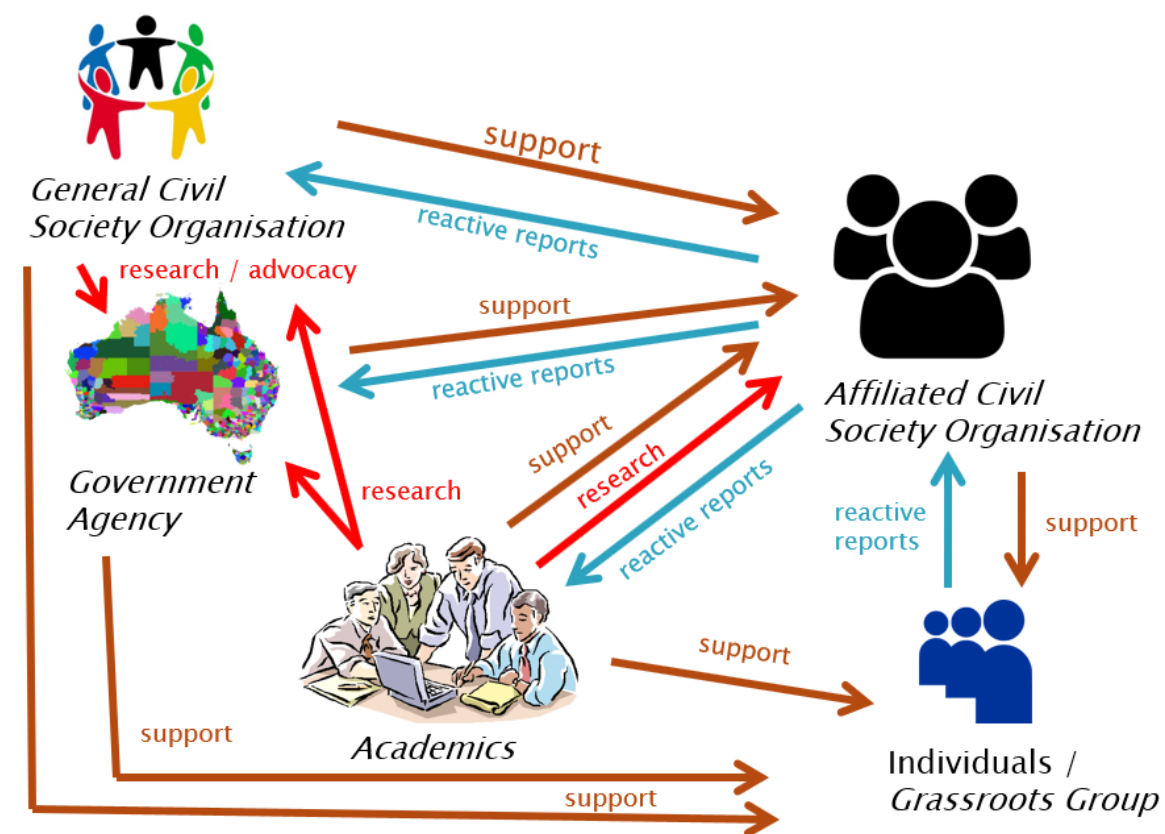 support
General Civil
Society Organisation
reactive reports
research / advocacy
support
reactive reports
Affiliated Civil
Society Organisation
support
research
reactive reports
Government
Agency
research
reactive
reports
support
support
support
Academics
Individuals /
Grassroots Group
support